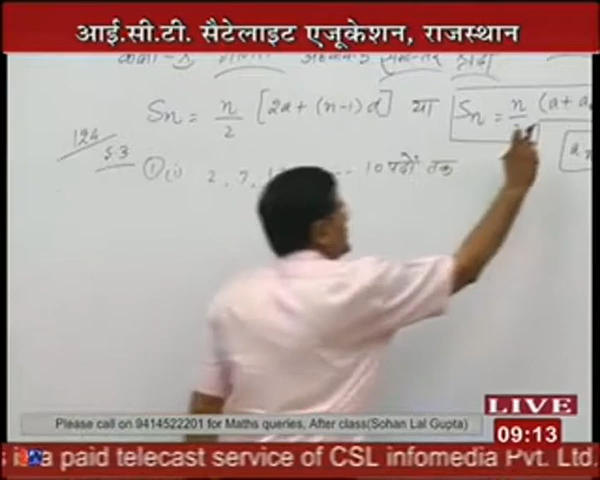 आई.सी.टी. सैटेलाइट एजूकेशन, राजस्थान
Sn = n/2 [2a + (n-1) d] या Sn = n/2 (a + a
124
5.3
① (i) 2, 7, 1 --- 10 पदों तक
LIVE
Please call on 9414522201 for Maths queries, After class(Sohan Lal Gupta)
09:13
s is a paid telecast service of CSL infomedia Pvt. Ltd.